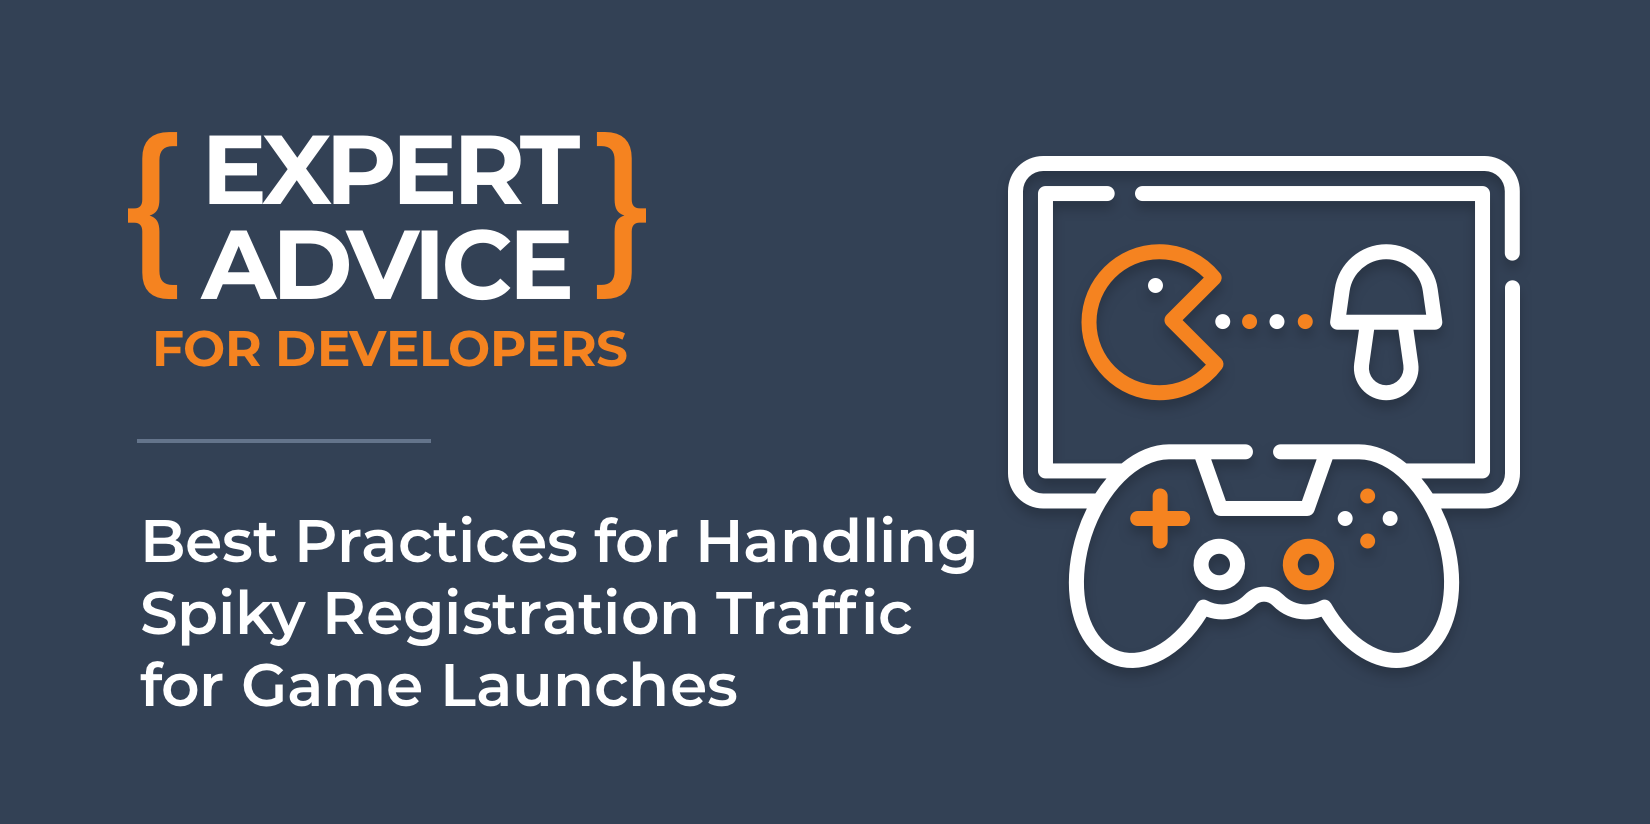 { EXPERT
ADVICE }
FOR DEVELOPERS
Best Practices for Handling
Spiky Registration Traffic
for Game Launches